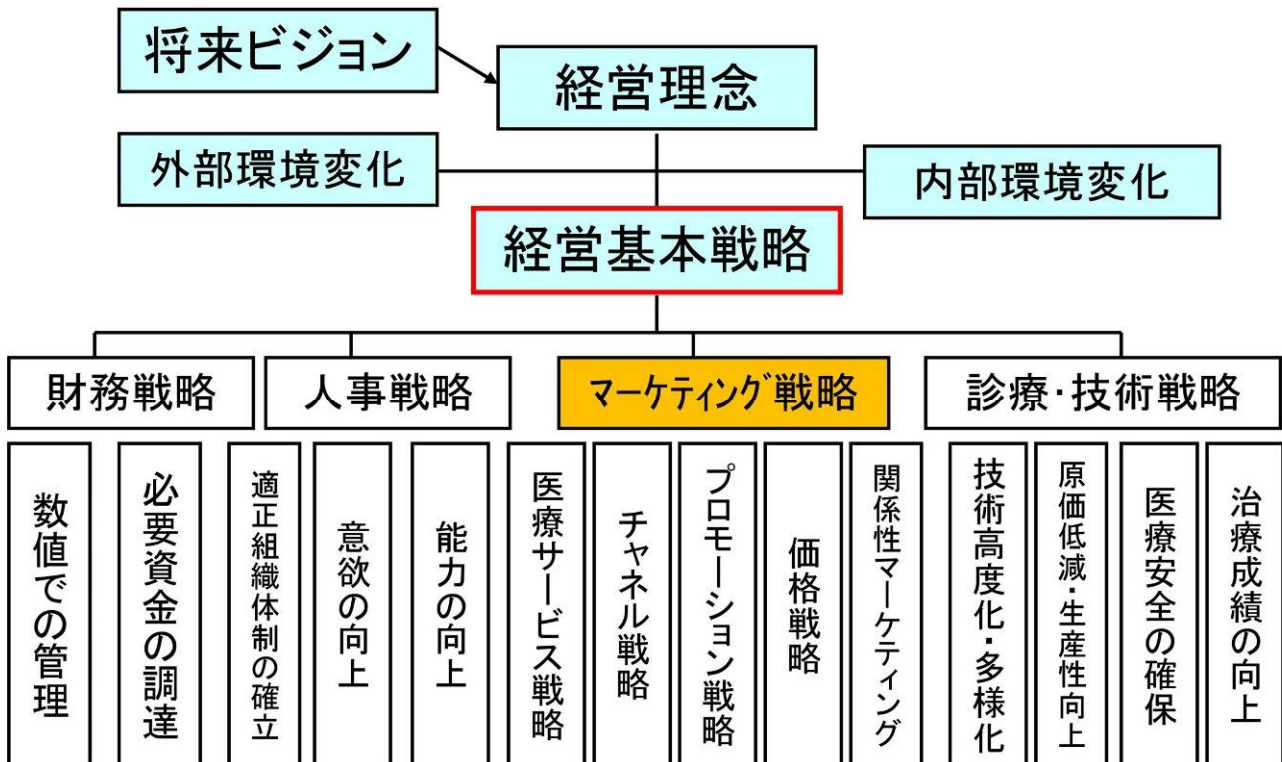 将来ビジョン
経営理念
外部環境変化
内部環境変化
経営基本戦略
財務戦略
人事戦略
マーケティング戦略
診療・技術戦略
数値での管理
必要資金の調達
適正組織体制の確立
意欲の向上
能力の向上
医療サービス戦略
チャネル戦略
プロモーション戦略
価格戦略
関係性マーケティング
技術高度化・多様化
原価低減・生産性向上
医療安全の確保
治療成績の向上